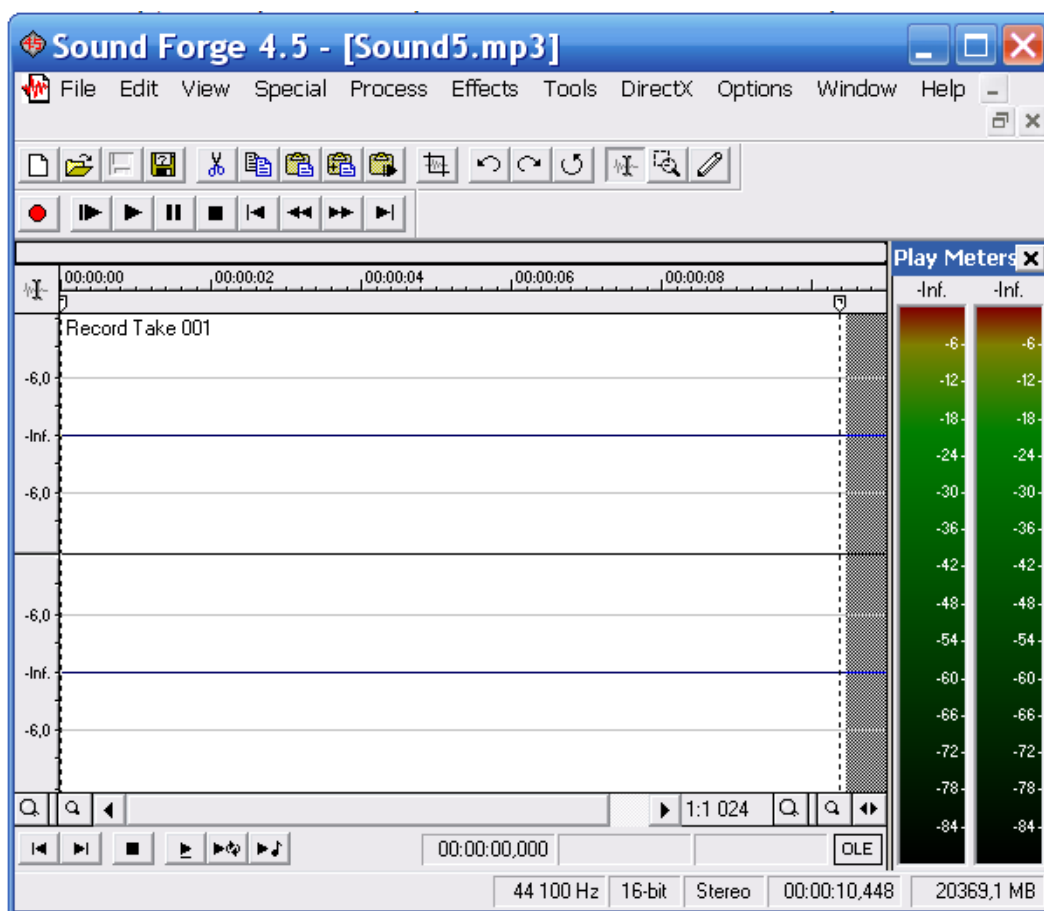 Sound Forge 4.5 - [Sound5.mp3]
File Edit View Special Process Effects Tools DirectX Options Window Help
00:00:00 00:00:02 00:00:04 00:00:06 00:00:08
Record Take 001
-6,0
-Inf.
-6,0
-6,0
-Inf.
-6,0
1:1 024
00:00:00,000
OLE
44 100 Hz 16-bit Stereo 00:00:10,448 20369,1 MB
Play Meters
-Inf. -Inf.
-6 -6
-12 -12
-18 -18
-24 -24
-30 -30
-36 -36
-42 -42
-48 -48
-54 -54
-60 -60
-66 -66
-72 -72
-78 -78
-84 -84